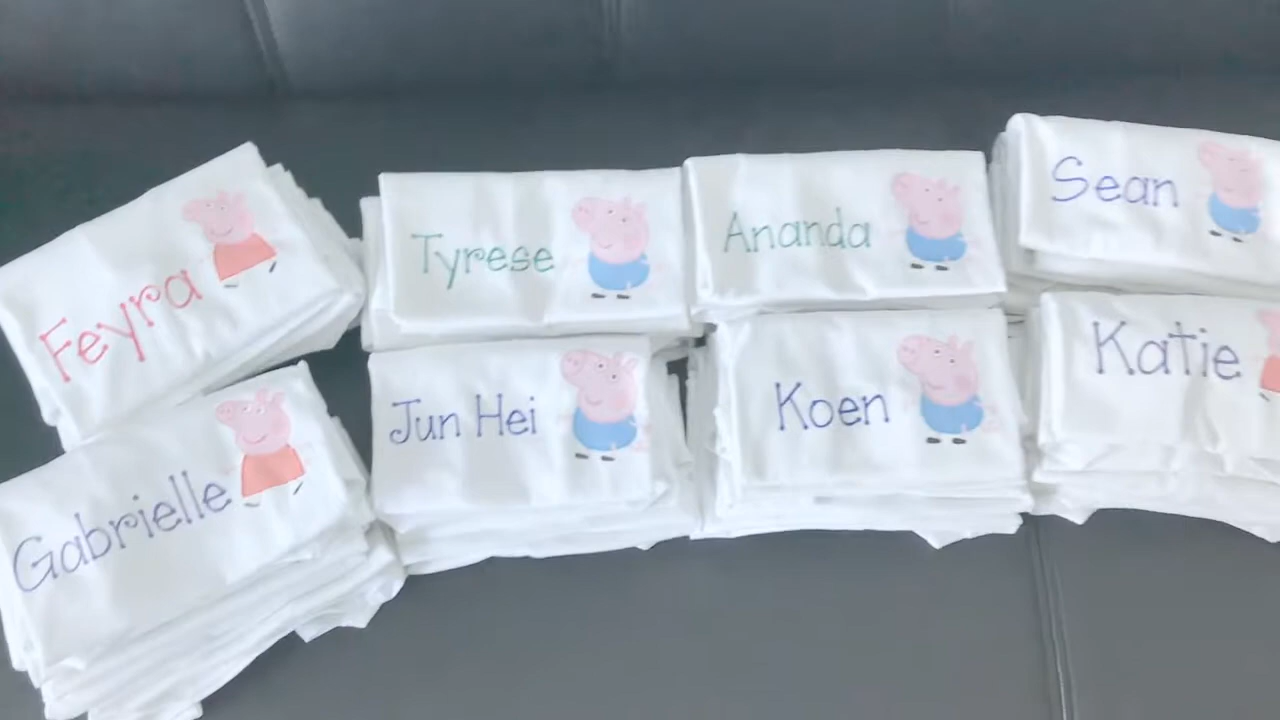 Feyra
Tyrese
Ananda
Sean
Gabrielle
Jun Hei
Koen
Katie